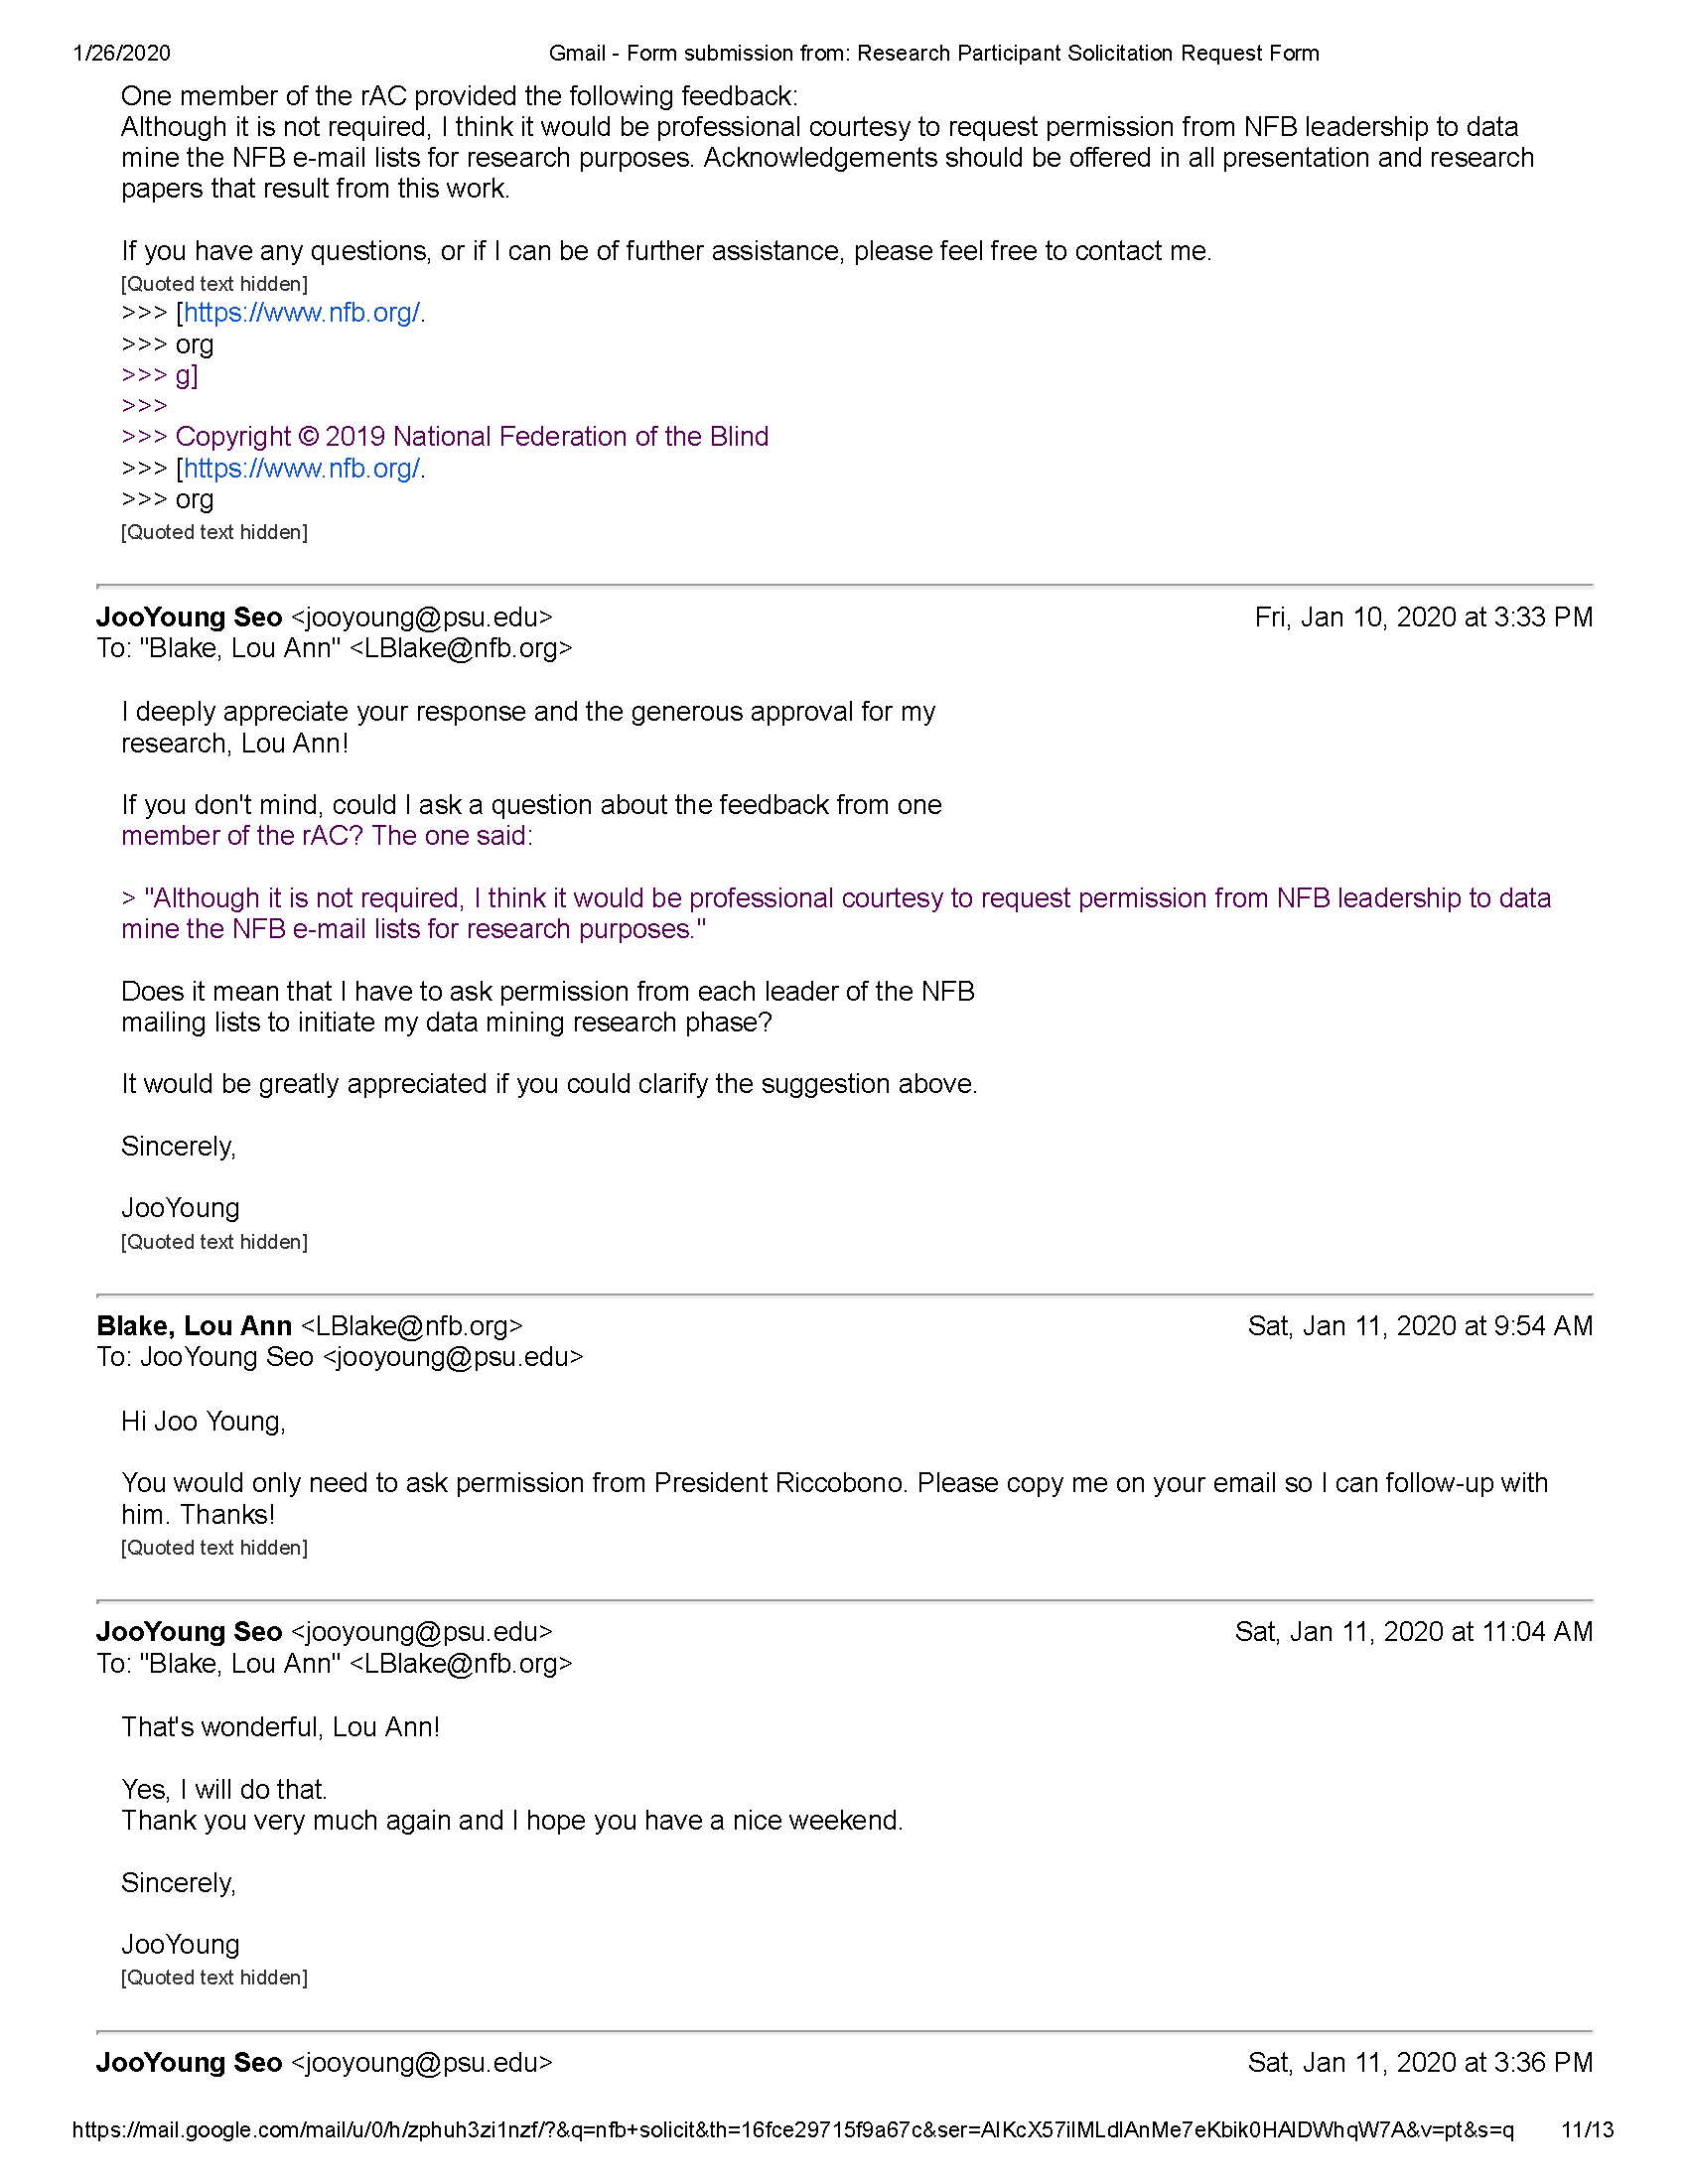 1/26/2020 Gmail - Form submission from: Research Participant Solicitation Request Form
One member of the rAC provided the following feedback:
Although it is not required, I think it would be professional courtesy to request permission from NFB leadership to data
mine the NFB e-mail lists for research purposes. Acknowledgements should be offered in all presentation and research
papers that result from this work.
If you have any questions, or if I can be of further assistance, please feel free to contact me.
[Quoted text hidden]
>>> [https://www.nfb.org/.
>>> org
>>> g]
>>>
>>> Copyright © 2019 National Federation of the Blind
>>> [https://www.nfb.org/.
>>> org
[Quoted text hidden]
JooYoung Seo <jooyoung@psu.edu> Fri, Jan 10, 2020 at 3:33 PM
To: "Blake, Lou Ann" <LBlake@nfb.org>
I deeply appreciate your response and the generous approval for my
research, Lou Ann!
If you don't mind, could I ask a question about the feedback from one
member of the rAC? The one said:
> "Although it is not required, I think it would be professional courtesy to request permission from NFB leadership to data
mine the NFB e-mail lists for research purposes."
Does it mean that I have to ask permission from each leader of the NFB
mailing lists to initiate my data mining research phase?
It would be greatly appreciated if you could clarify the suggestion above.
Sincerely,
JooYoung
[Quoted text hidden]
Blake, Lou Ann <LBlake@nfb.org> Sat, Jan 11, 2020 at 9:54 AM
To: JooYoung Seo <jooyoung@psu.edu>
Hi Joo Young,
You would only need to ask permission from President Riccobono. Please copy me on your email so I can follow-up with
him. Thanks!
[Quoted text hidden]
JooYoung Seo <jooyoung@psu.edu> Sat, Jan 11, 2020 at 11:04 AM
To: "Blake, Lou Ann" <LBlake@nfb.org>
That's wonderful, Lou Ann!
Yes, I will do that.
Thank you very much again and I hope you have a nice weekend.
Sincerely,
JooYoung
[Quoted text hidden]
JooYoung Seo <jooyoung@psu.edu> Sat, Jan 11, 2020 at 3:36 PM
https://mail.google.com/mail/u/0/h/zphuh3zi1nzf/?&q=nfb+solicit&th=16fce29715f9a67c&ser=AIKcX57ilMLdlAnMe7eKbik0HAlDWhqW7A&v=pt&s=q 11/13